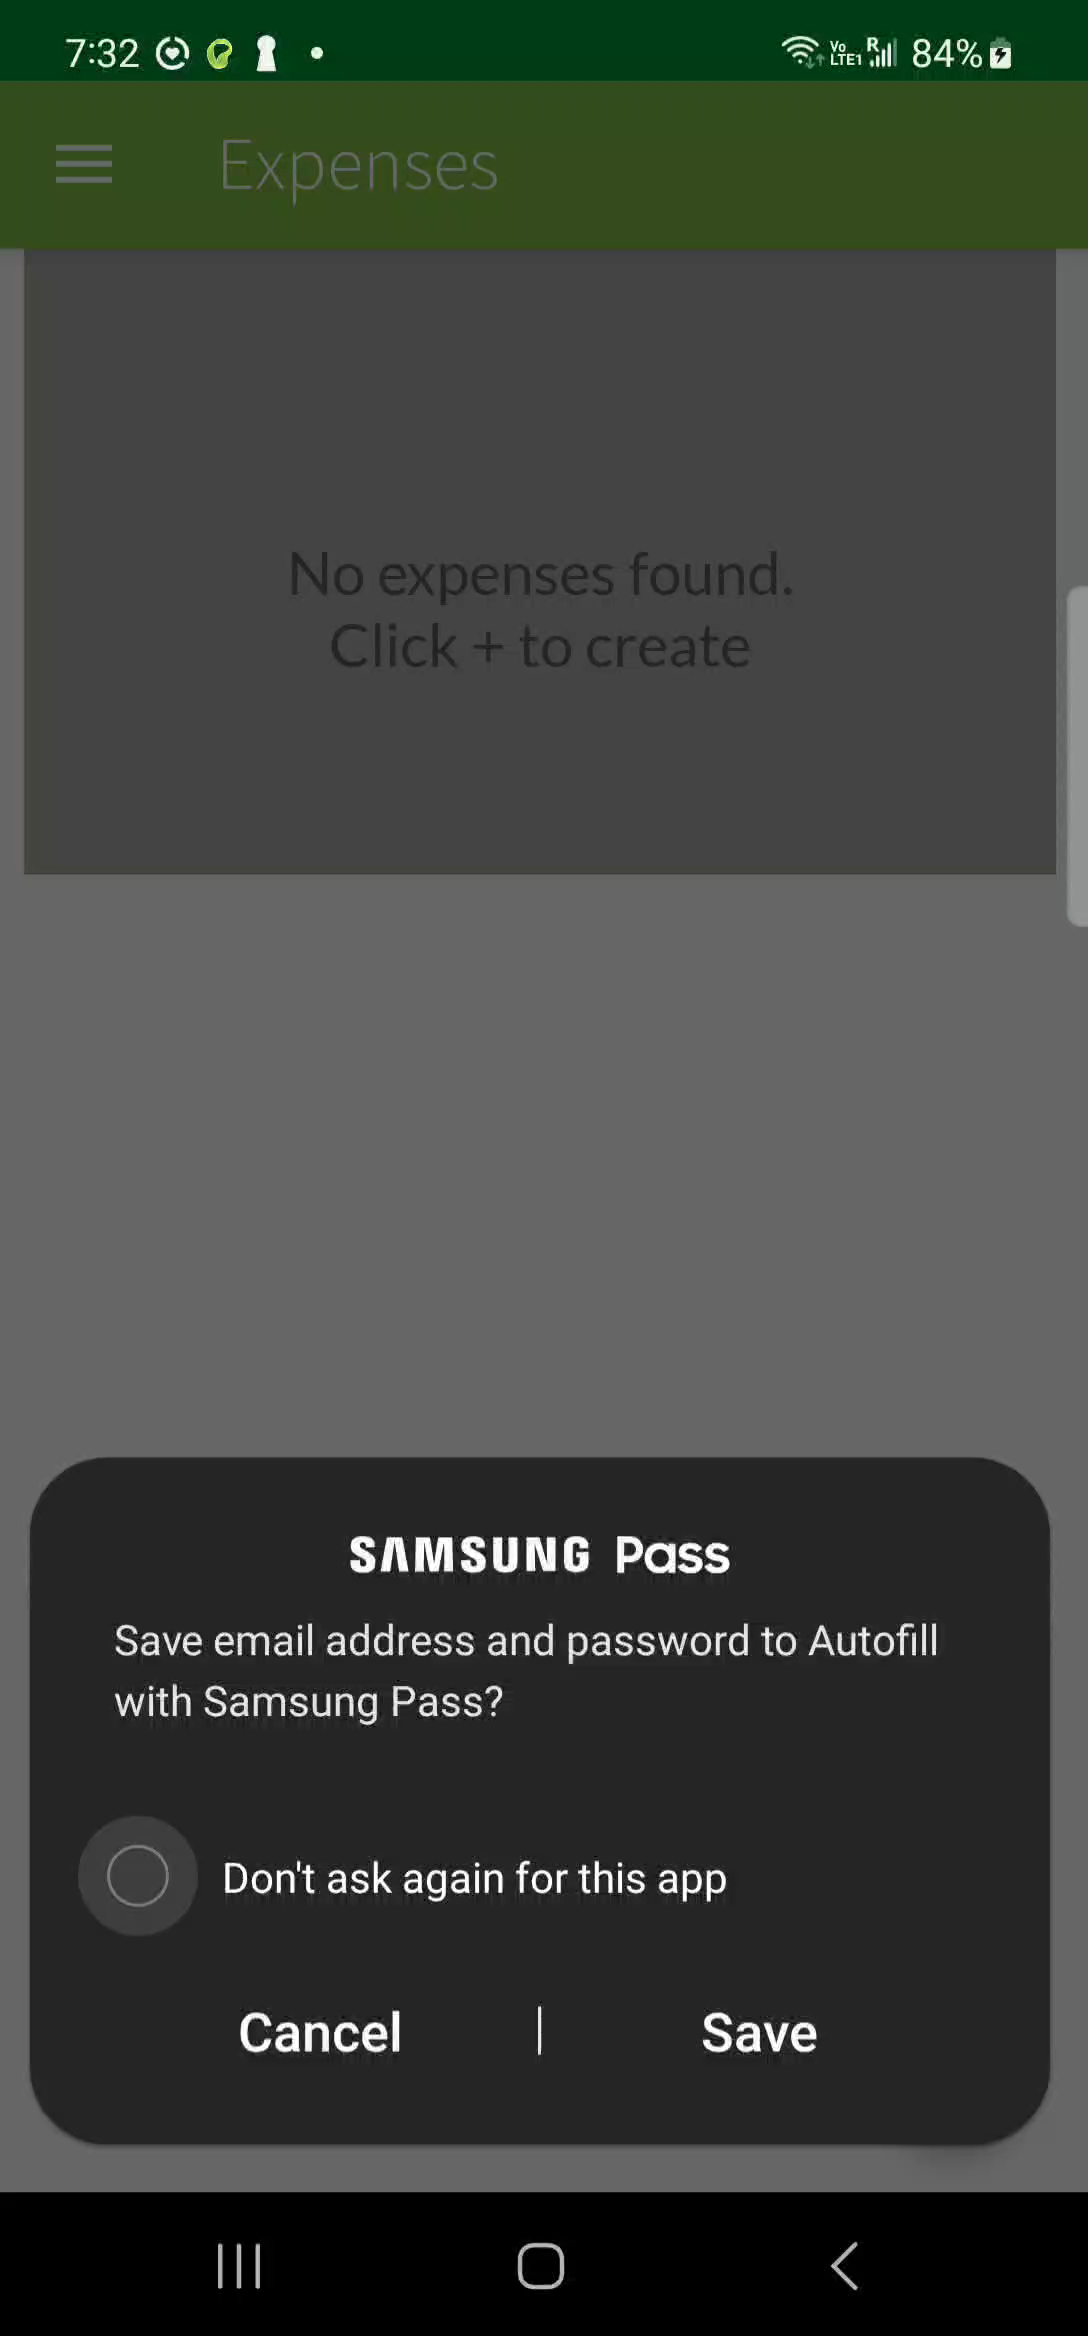 7:32
Vo LTE1 R 84%
Expenses
No expenses found.
Click + to create
SAMSUNG Pass
Save email address and password to Autofill
with Samsung Pass?
Don't ask again for this app
Cancel | Save